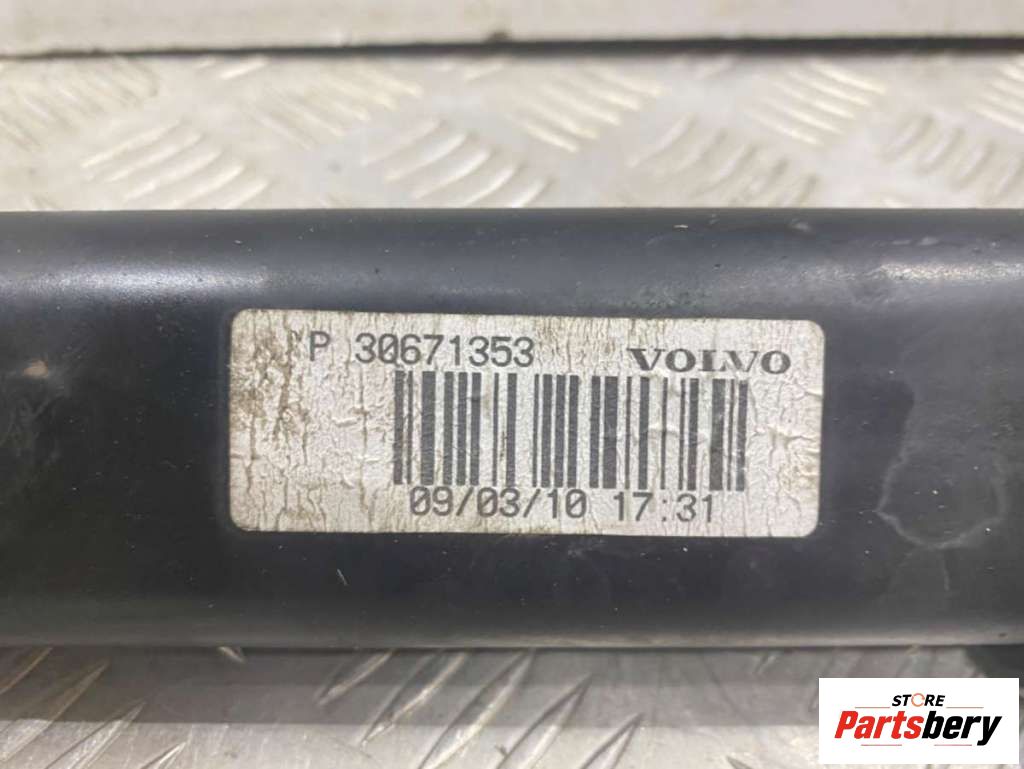 P 30671353 VOLVO
09/03/10 17:31
STORE
Partsbery